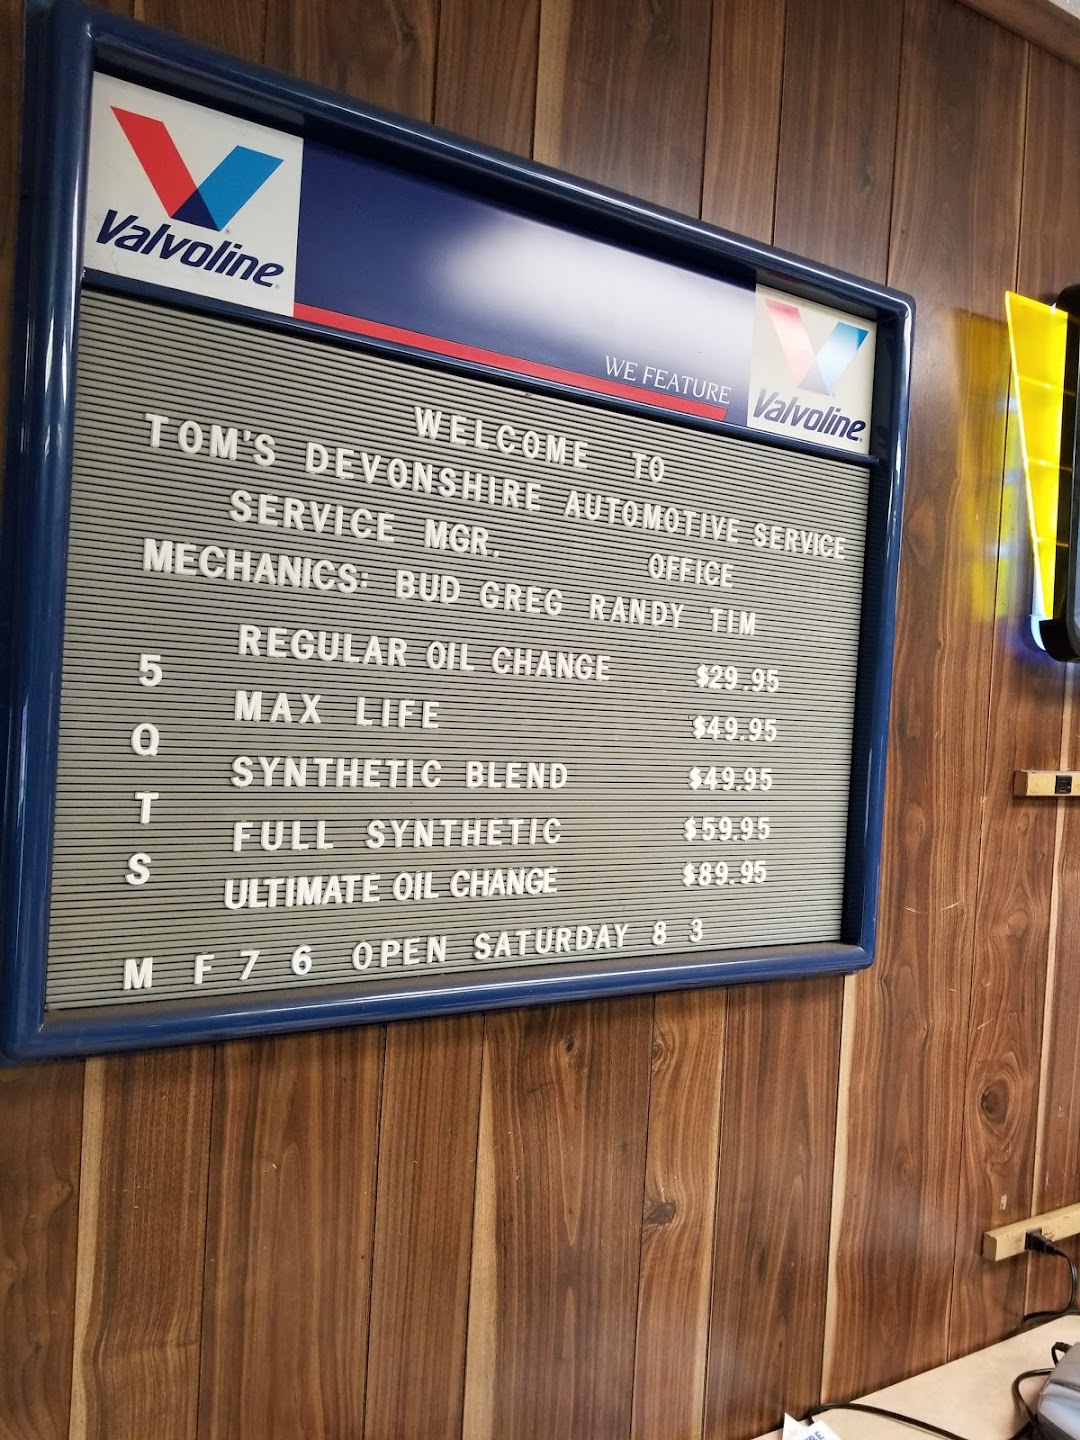 Valvoline
WE FEATURE
Valvoline
WELCOME TO
TOM'S DEVONSHIRE AUTOMOTIVE SERVICE
SERVICE MGR. OFFICE
MECHANICS: BUD GREG RANDY TIM
REGULAR OIL CHANGE $29.95
5
MAX LIFE $49.95
Q
SYNTHETIC BLEND $49.95
T
FULL SYNTHETIC $59.95
S
ULTIMATE OIL CHANGE $89.95
M F 7 6 OPEN SATURDAY 8 3